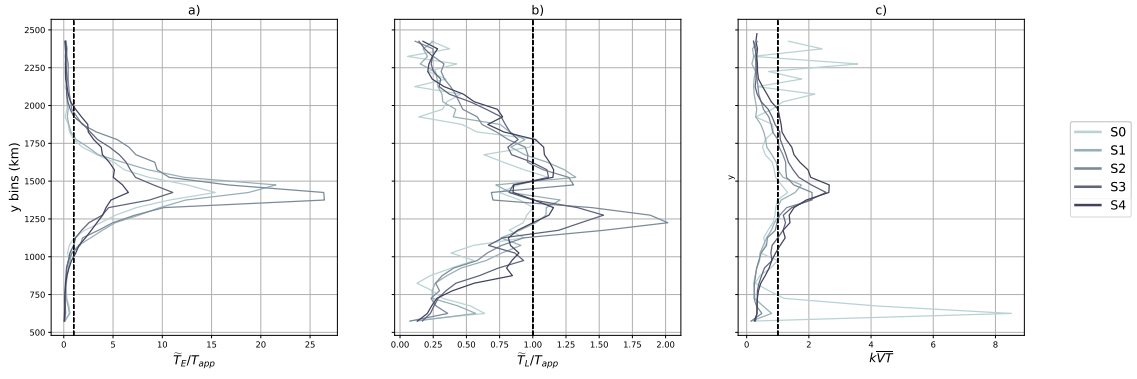 a)
2500
2250
2000
1750
1500
1250
1000
750
500
y bins (km)
0 5 10 15 20 25
T̃_E/T_app
b)
0.00 0.25 0.50 0.75 1.00 1.25 1.50 1.75 2.00
T̃_L/T_app
c)
y
0 2 4 6 8
k\overline{VT}
S0
S1
S2
S3
S4